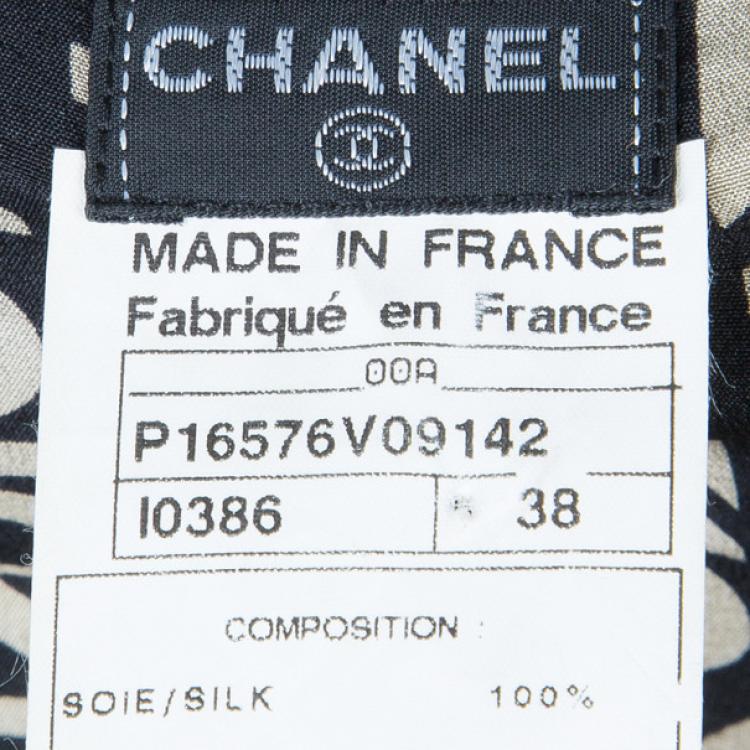 CHANEL
MADE IN FRANCE
Fabriqué en France
00A
P16576V09142
I0386 38
COMPOSITION :
SOIE/SILK 100%